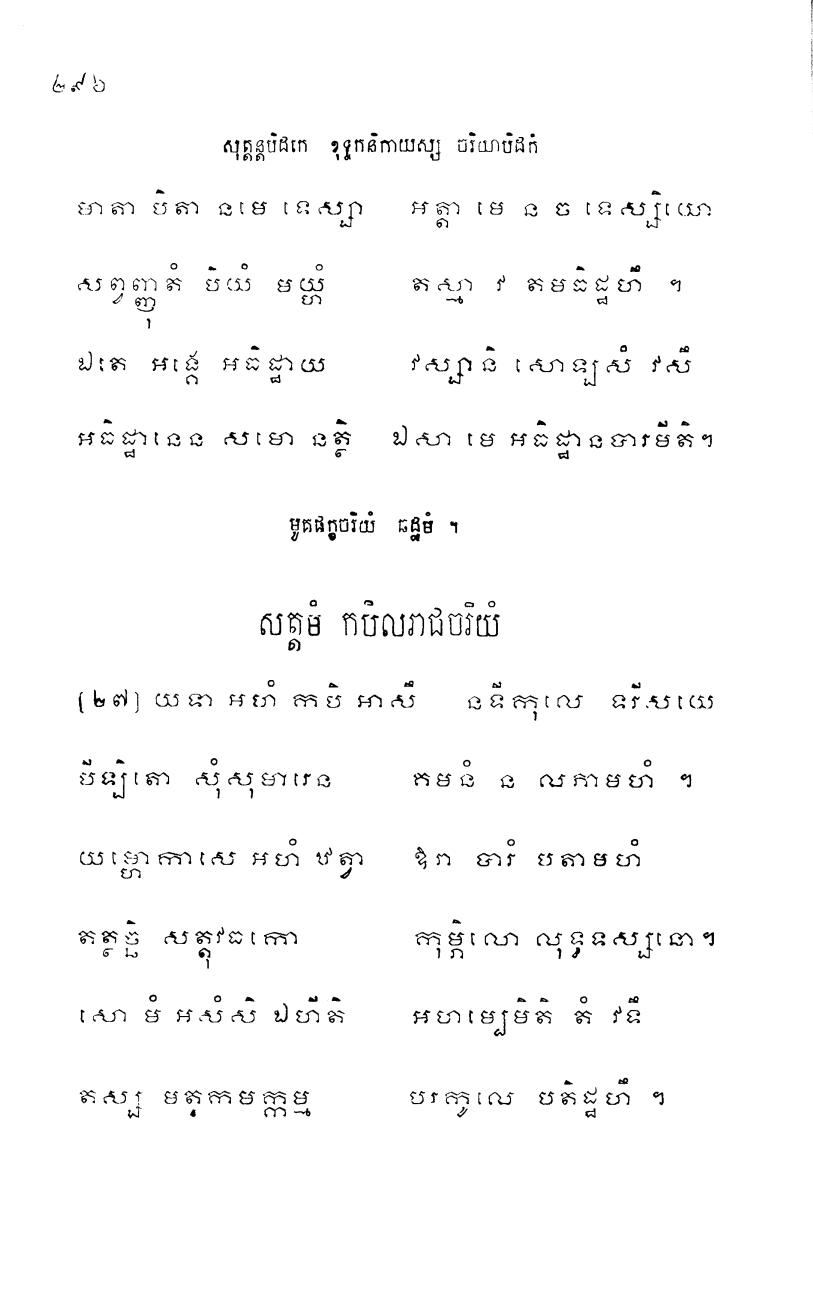 ២៩៦
សុត្តន្តបិដកេ ខុទ្ទកនិកាយស្ស ចរិយាបិដកំ
មាតា បិតា នមេ ទេស្សា អត្តា មេ ន ច ទេស្សិយោ
សព្វញ្ញុតំ បិយំ មយ្ហំ តស្មា វ តមធិដ្ឋហឹ ។
ឯតេ អង្គេ អធិដ្ឋាយ វស្សានិ សោឡសំ វសឹ
អធិដ្ឋានេន សមោ នត្ថិ ឯសា មេ អធិដ្ឋានបារមីតិ។
មូគផក្ខចរិយំ ឆដ្ឋមំ ។
សត្តមំ កបិលរាជចរិយំ
[២៧] យទា អហំ កបិ អាសឹ នទីកុលេ ទរីសយេ
បីឡិតោ សុំសុមារេន គមនំ ន លភាមហំ ។
យម្ហោកាសេ អហំ ឋត្វា ឱរា បារំ បតាមហំ
តត្ថច្ឆិ សត្តុវធកោ កុម្ភិលោ លុទ្ទទស្សនោ។
សោ មំ អសំសិ ឯហីតិ អហម្បេមិតិ តំ វទឹ
តស្ស មត្ថកមក្កម្ម បរកូលេ បតិដ្ឋហឹ ។